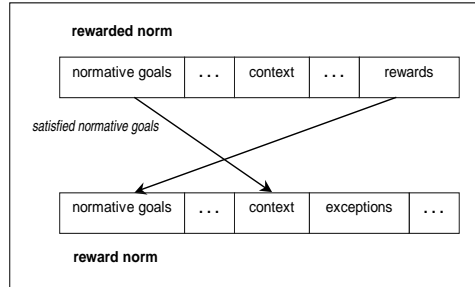 rewarded norm
normative goals ... context ... rewards
satisfied normative goals
normative goals ... context exceptions ...
reward norm